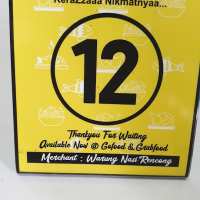 KeraZzaaa Nikmatnyaa...
12
Thankyou For Waiting
Available Now @ Gofood & Grabfood
Merchant : Warung Nasi Rencong